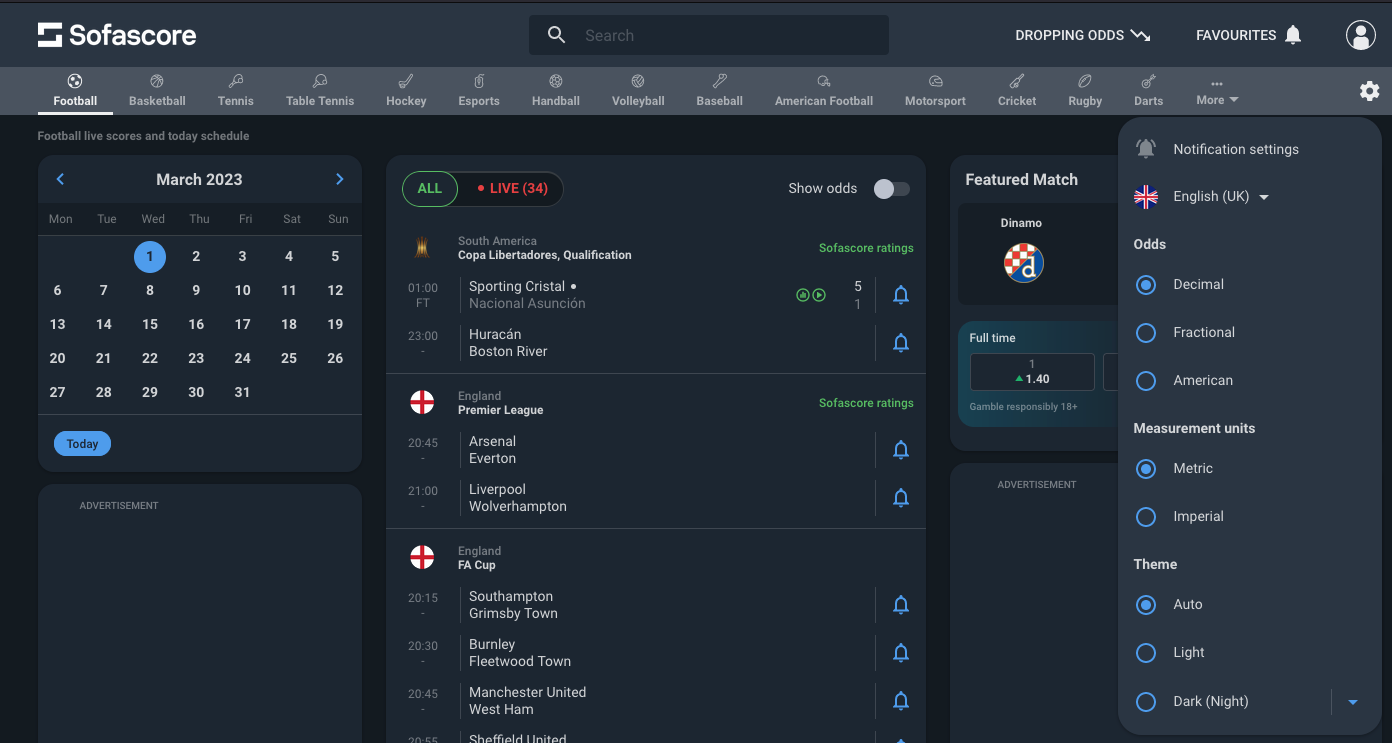 Sofascore
Search
DROPPING ODDS
FAVOURITES
Football
Basketball
Tennis
Table Tennis
Hockey
Esports
Handball
Volleyball
Baseball
American Football
Motorsport
Cricket
Rugby
Darts
More
Football live scores and today schedule
March 2023
Mon Tue Wed Thu Fri Sat Sun
1 2 3 4 5
6 7 8 9 10 11 12
13 14 15 16 17 18 19
20 21 22 23 24 25 26
27 28 29 30 31
Today
ADVERTISEMENT
ALL
LIVE (34)
Show odds
South America
Copa Libertadores, Qualification
Sofascore ratings
01:00
FT
Sporting Cristal
Nacional Asunción
5
1
23:00
-
Huracán
Boston River
England
Premier League
Sofascore ratings
20:45
-
Arsenal
Everton
21:00
-
Liverpool
Wolverhampton
England
FA Cup
20:15
-
Southampton
Grimsby Town
20:30
-
Burnley
Fleetwood Town
20:45
-
Manchester United
West Ham
20:55
Sheffield United
Featured Match
Dinamo
Full time
1
1.40
Gamble responsibly 18+
ADVERTISEMENT
Notification settings
English (UK)
Odds
Decimal
Fractional
American
Measurement units
Metric
Imperial
Theme
Auto
Light
Dark (Night)